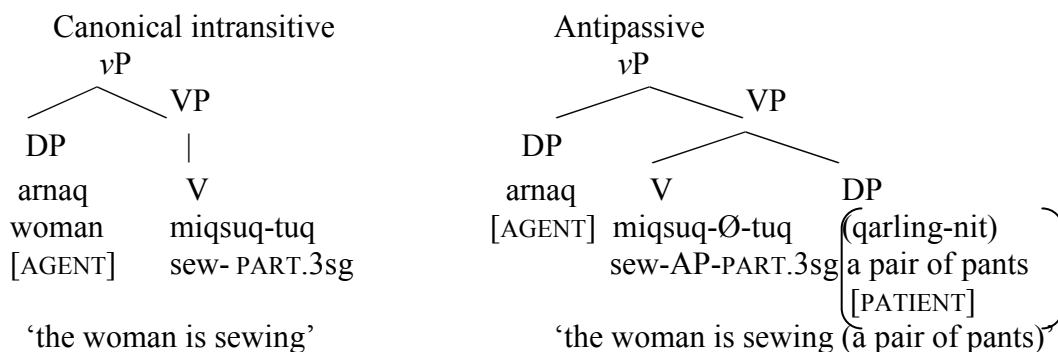 Canonical intransitive Antipassive
vP vP
VP VP
DP DP
arnaq V arnaq V DP
woman miqsuq-tuq [AGENT] miqsuq-Ø-tuq (qarling-nit)
[AGENT] sew- PART.3sg sew-AP-PART.3sg a pair of pants
[PATIENT]
‘the woman is sewing’ ‘the woman is sewing (a pair of pants)’